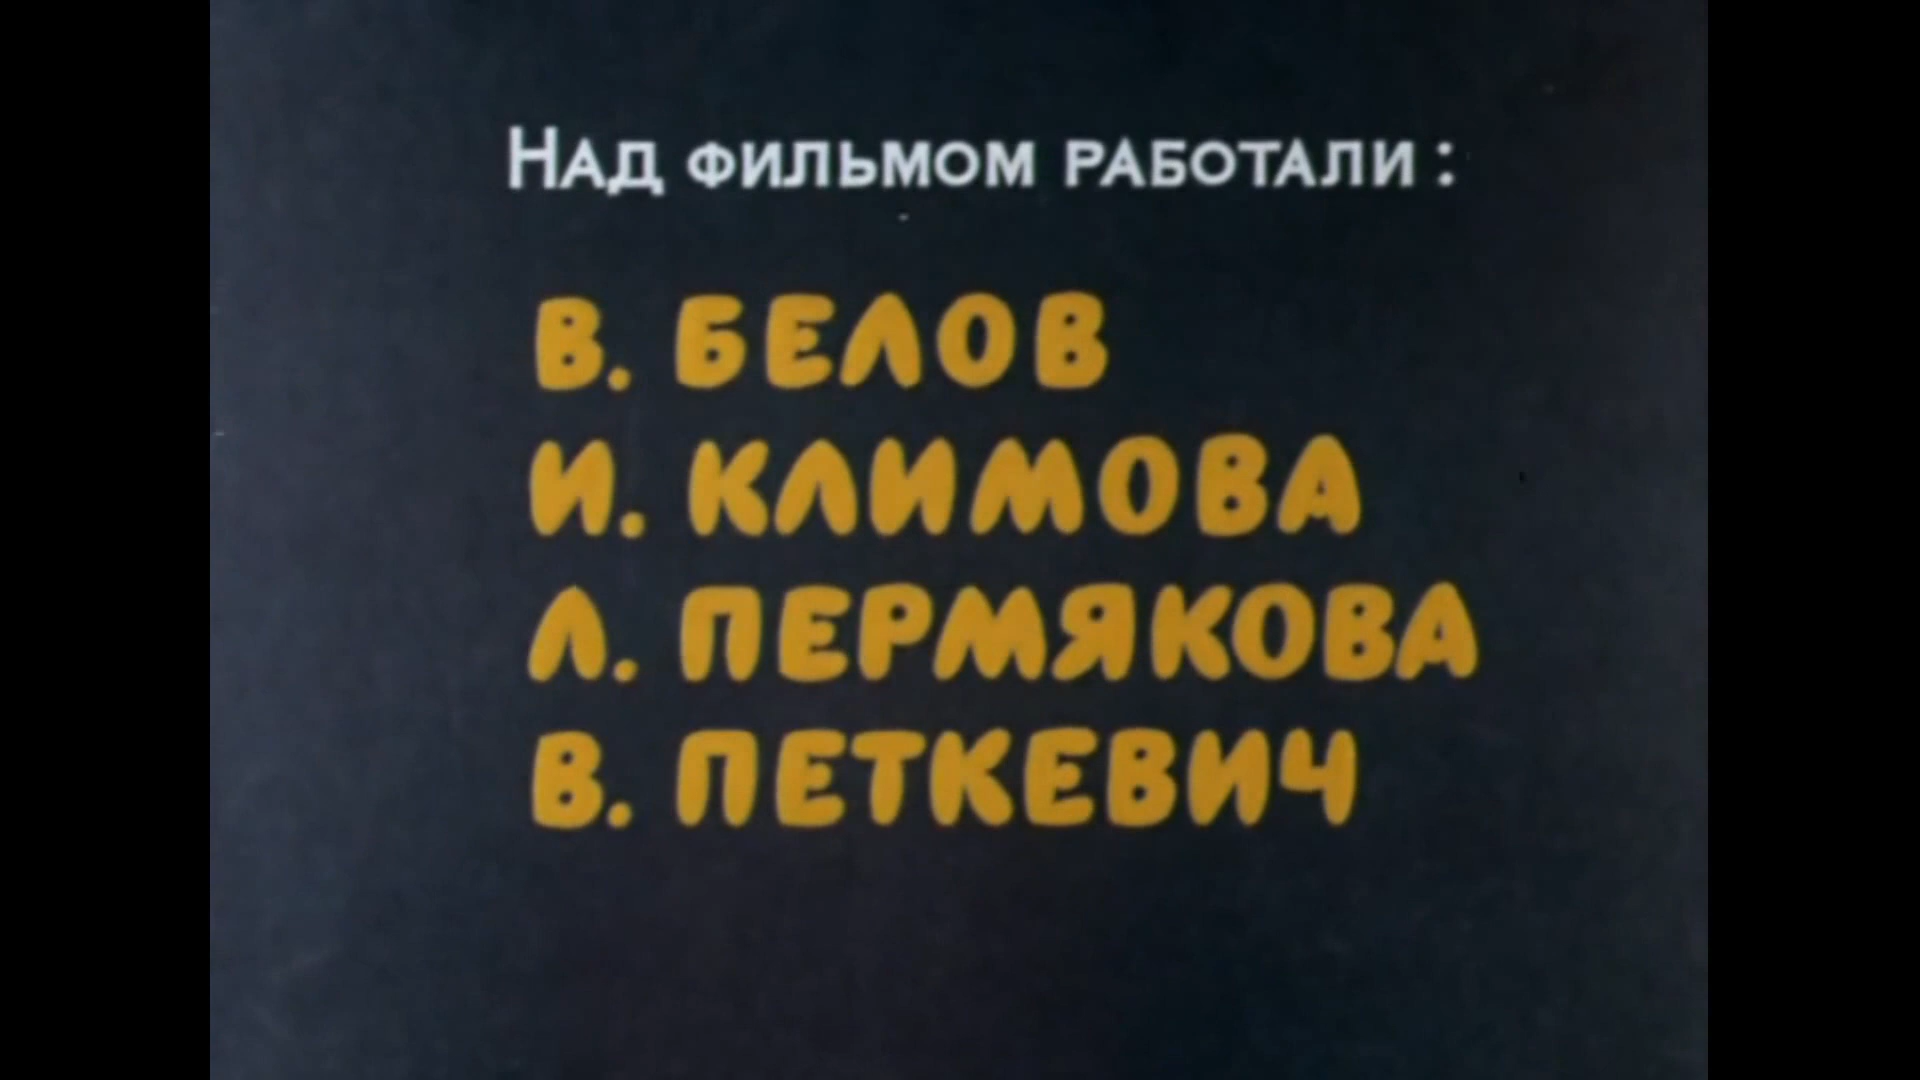 Над фильмом работали :
В. БЕЛОВ
И. КЛИМОВА
Л. ПЕРМЯКОВА
В. ПЕТКЕВИЧ